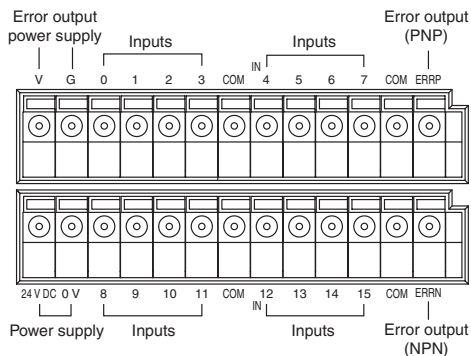 Error output
power supply
Inputs
Inputs
Error output
(PNP)
V G 0 1 2 3 COM IN 4 5 6 7 COM ERRP
24 V DC 0 V 8 9 10 11 COM IN 12 13 14 15 COM ERRN
Power supply
Inputs
Inputs
Error output
(NPN)